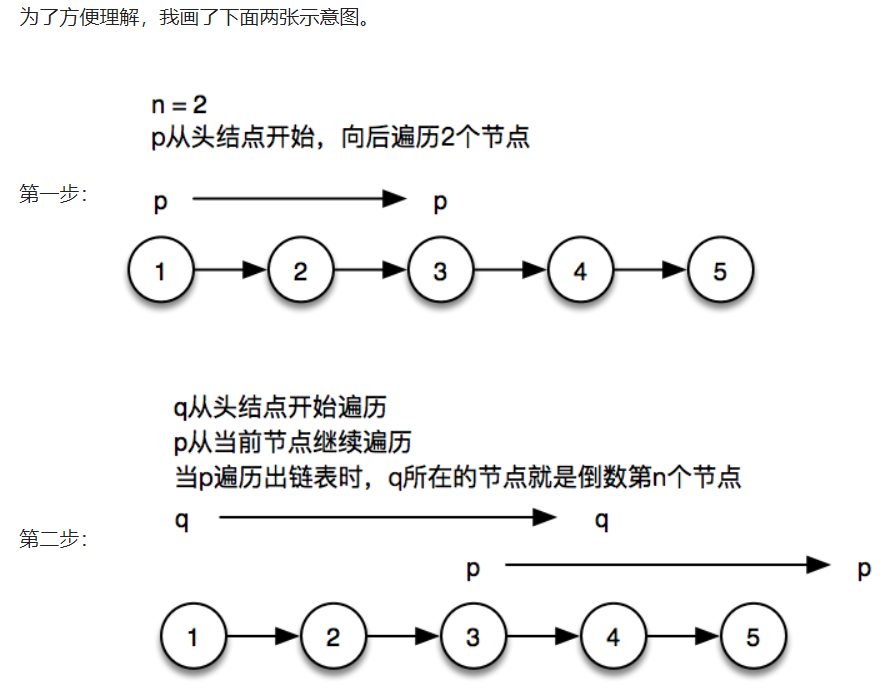 为了方便理解，我画了下面两张示意图。
n = 2
p从头结点开始，向后遍历2个节点
第一步：
p p
1 2 3 4 5
q从头结点开始遍历
p从当前节点继续遍历
当p遍历出链表时，q所在的节点就是倒数第n个节点
q q
第二步：
p p
1 2 3 4 5